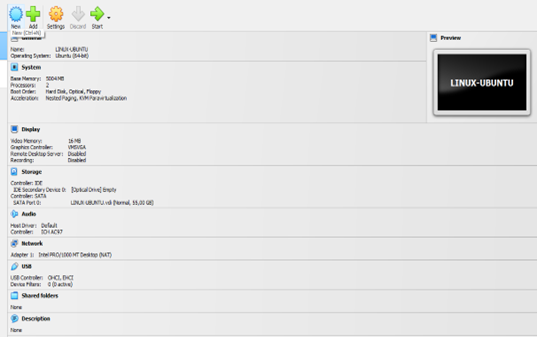 New Add Settings Discard Start
New (Ctrl+N)
General
Name: LINUX-UBUNTU
Operating System: Ubuntu (64-bit)
System
Base Memory: 5004 MB
Processors: 2
Boot Order: Hard Disk, Optical, Floppy
Acceleration: Nested Paging, KVM Paravirtualization
Preview
LINUX-UBUNTU
Display
Video Memory: 16 MB
Graphics Controller: VMSVGA
Remote Desktop Server: Disabled
Recording: Disabled
Storage
Controller: IDE
IDE Secondary Device 0: [Optical Drive] Empty
Controller: SATA
SATA Port 0: LINUX-UBUNTU.vdi (Normal, 55,00 GB)
Audio
Host Driver: Default
Controller: ICH AC97
Network
Adapter 1: Intel PRO/1000 MT Desktop (NAT)
USB
USB Controller: OHCI, EHCI
Device Filters: 0 (0 active)
Shared folders
None
Description
None